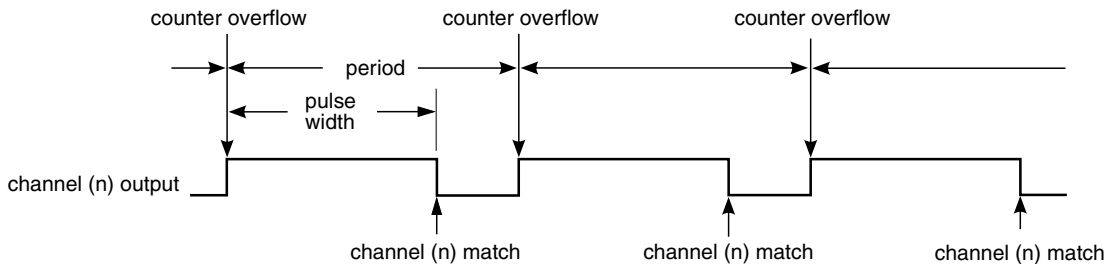 counter overflow
counter overflow
counter overflow
period
pulse
width
channel (n) output
channel (n) match
channel (n) match
channel (n) match